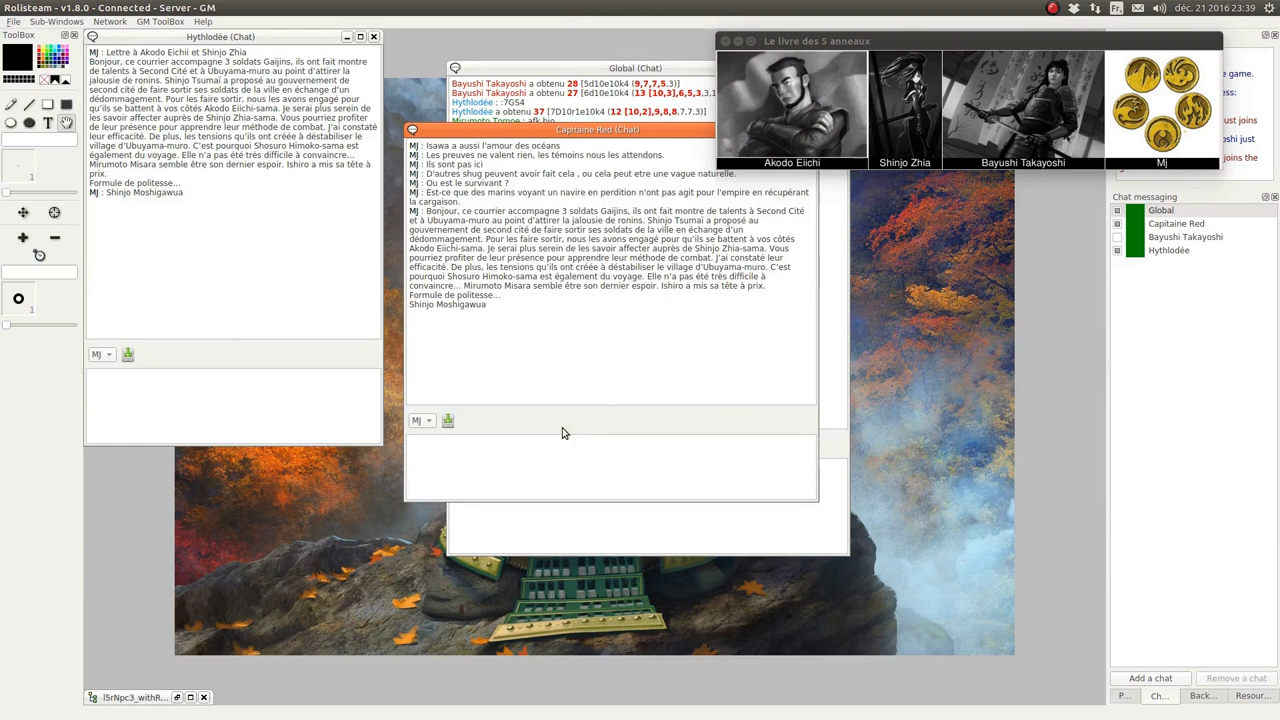 Rolisteam - v1.8.0 - Connected - Server - GM
Fr1
déc. 21 2016 23:39
File Sub-Windows Network GM ToolBox Help
ToolBox
1
1
Hythlodée (Chat)
MJ : Lettre à Akodo Eichii et Shinjo Zhia
Bonjour, ce courrier accompagne 3 soldats Gaijins, ils ont fait montre
de talents à Second Cité et à Ubuyama-muro au point d'attirer la
jalousie de ronins. Shinjo Tsumaï a proposé au gouvernement de
second cité de faire sortir ses soldats de la ville en échange d'un
dédommagement. Pour les faire sortir, nous les avons engagé pour
qu'ils se battent à vos côtés Akodo Eiichi-sama. Je serai plus serein
de les savoir affecter auprès de Shinjo Zhia-sama. Vous pourriez
profiter de leur présence pour apprendre leur méthode de combat. J'ai constaté
leur efficacité. De plus, les tensions qu'ils ont créée à déstabiliser le
village d'Ubuyama-muro. C'est pourquoi Shosuro Himoko-sama est
également du voyage. Elle n'a pas été très difficile à convaincre…
Mirumoto Misara semble être son dernier espoir. Ishiro a mis sa tête à
prix.
Formule de politesse…
MJ : Shinjo Moshigawua
MJ
Global (Chat)
Bayushi Takayoshi a obtenu 28 [5d10e10k4 (9,7,7,5,3)]
Bayushi Takayoshi a obtenu 27 [6d10e10k4 (13 [10,3],6,5,3,3,1
Hythlodée : :7GS4
Hythlodée a obtenu 37 [7D10r1e10k4 (12 [10,2],9,8,8,7,7,3)]
Capitaine Red (Chat)
MJ : Isawa a aussi l'amour des océans
MJ : Les preuves ne valent rien, les témoins nous les attendons.
MJ : Ils sont pas ici
MJ : D'autres shug peuvent avoir fait cela , ou cela peut etre une vague naturelle.
MJ : Ou est le survivant ?
MJ : Est-ce que des marins voyant un navire en perdition n'ont pas agit pour l'empire en récupérant
la cargaison.
MJ : Bonjour, ce courrier accompagne 3 soldats Gaijins, ils ont fait montre de talents à Second Cité
et à Ubuyama-muro au point d'attirer la jalousie de ronins. Shinjo Tsumaï a proposé au
gouvernement de second cité de faire sortir ses soldats de la ville en échange d'un
dédommagement. Pour les faire sortir, nous les avons engagé pour qu'ils se battent à vos côtés
Akodo Eiichi-sama. Je serai plus serein de les savoir affecter auprès de Shinjo Zhia-sama. Vous
pourriez profiter de leur présence pour apprendre leur méthode de combat. J'ai constaté leur
efficacité. De plus, les tensions qu'ils ont créée à déstabiliser le village d'Ubuyama-muro. C'est
pourquoi Shosuro Himoko-sama est également du voyage. Elle n'a pas été très difficile à
convaincre… Mirumoto Misara semble être son dernier espoir. Ishiro a mis sa tête à prix.
Formule de politesse…
Shinjo Moshigawua
MJ
Le livre des 5 anneaux
Akodo Eiichi
Shinjo Zhia
Bayushi Takayoshi
Mj
e game.
ess:
ust joins
shi just
joins the
Chat messaging
Global
Capitaine Red
Bayushi Takayoshi
Hythlodée
Add a chat
Remove a chat
P...
Ch...
Back...
Resour...
l5rNpc3_withR...